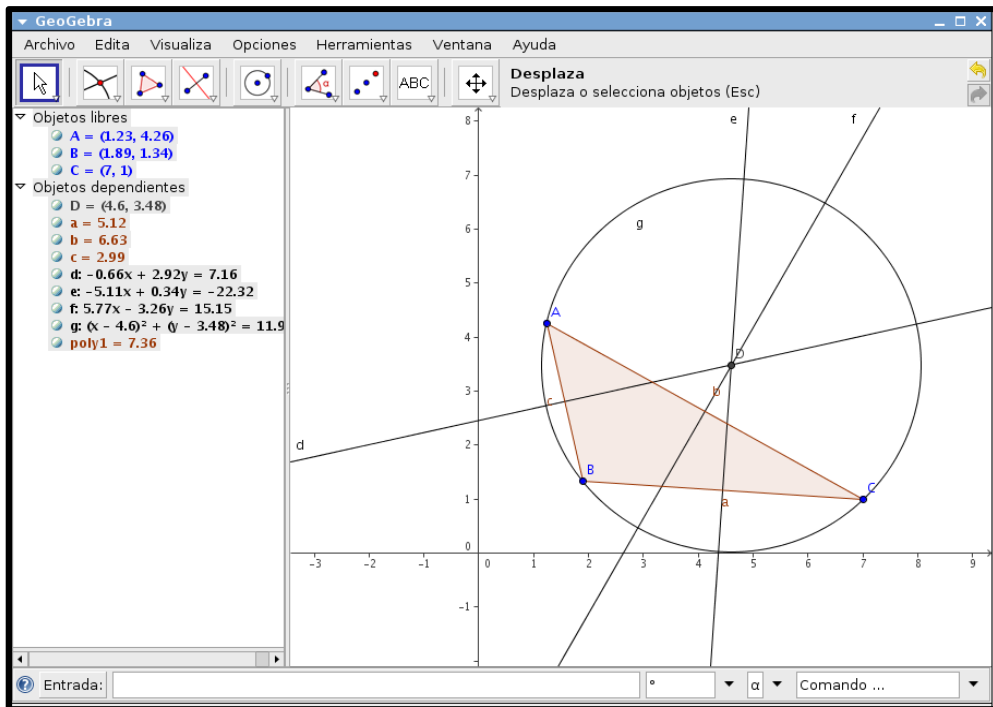 GeoGebra
Archivo Edita Visualiza Opciones Herramientas Ventana Ayuda
ABC
α
Desplaza
Desplaza o selecciona objetos (Esc)
Objetos libres
A = (1.23, 4.26)
B = (1.89, 1.34)
C = (7, 1)
Objetos dependientes
D = (4.6, 3.48)
a = 5.12
b = 6.63
c = 2.99
d: -0.66x + 2.92y = 7.16
e: -5.11x + 0.34y = -22.32
f: 5.77x - 3.26y = 15.15
g: (x - 4.6)² + (y - 3.48)² = 11.9
poly1 = 7.36
8
e
f
7
6
g
5
A
4
D
3
b
c
d
2
B
C
1
a
0
-3 -2 -1 0 1 2 3 4 5 6 7 8 9
-1
Entrada:
° α Comando ...